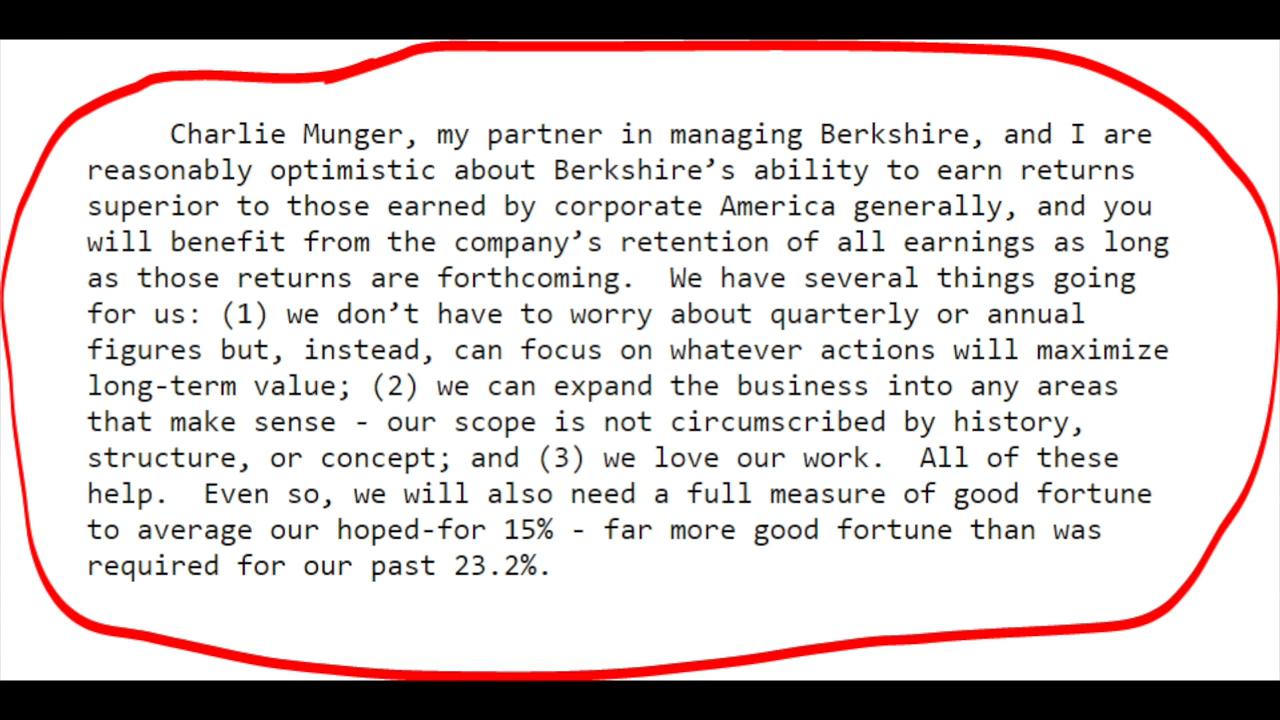 Charlie Munger, my partner in managing Berkshire, and I are
reasonably optimistic about Berkshire’s ability to earn returns
superior to those earned by corporate America generally, and you
will benefit from the company’s retention of all earnings as long
as those returns are forthcoming.  We have several things going
for us: (1) we don’t have to worry about quarterly or annual
figures but, instead, can focus on whatever actions will maximize
long-term value; (2) we can expand the business into any areas
that make sense - our scope is not circumscribed by history,
structure, or concept; and (3) we love our work.  All of these
help.  Even so, we will also need a full measure of good fortune
to average our hoped-for 15% - far more good fortune than was
required for our past 23.2%.